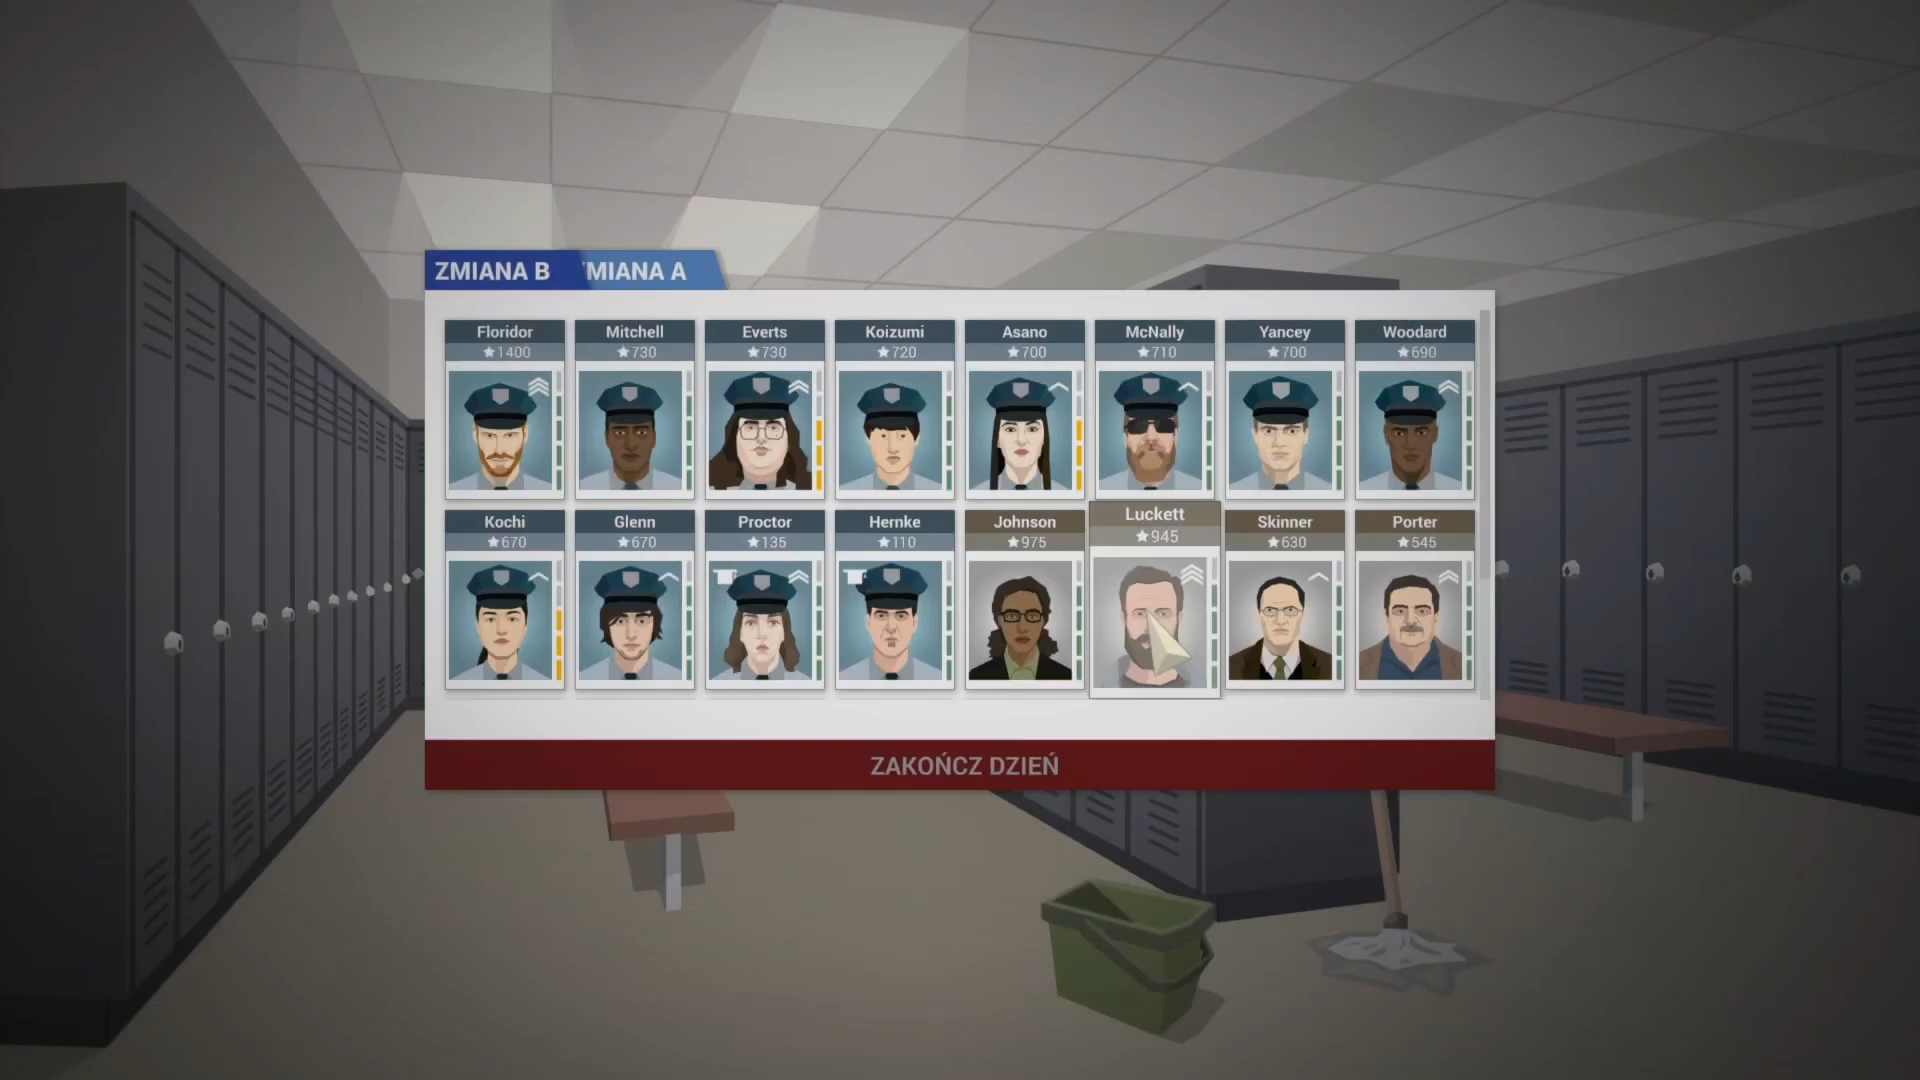 ZMIANA B
ZMIANA A
Floridor Mitchell Everts Koizumi Asano McNally Yancey Woodard
★1400 ★730 ★730 ★720 ★700 ★710 ★700 ★690
Kochi Glenn Proctor Hernke Johnson Luckett Skinner Porter
★670 ★670 ★135 ★110 ★975 ★945 ★630 ★545
ZAKOŃCZ DZIEŃ